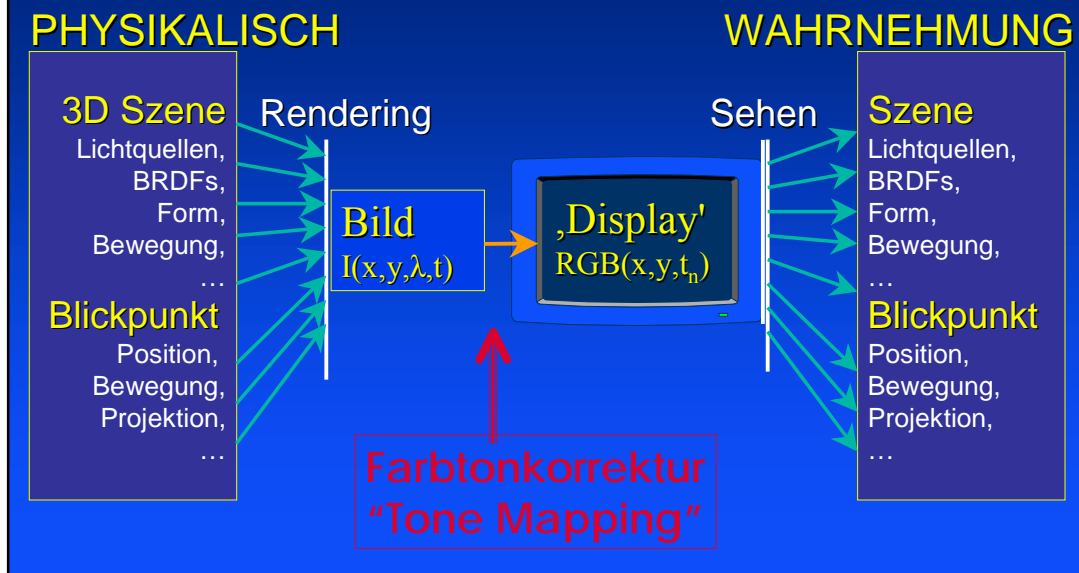 PHYSIKALISCH
WAHRNEHMUNG
3D Szene
Lichtquellen,
BRDFs,
Form,
Bewegung,
…
Blickpunkt
Position,
Bewegung,
Projektion,
…
Rendering
Bild
I(x,y,λ,t)
‚Display'
RGB(x,y,tₙ)
Farbtonkorrektur
“Tone Mapping”
Sehen
Szene
Lichtquellen,
BRDFs,
Form,
Bewegung,
…
Blickpunkt
Position,
Bewegung,
Projektion,
…